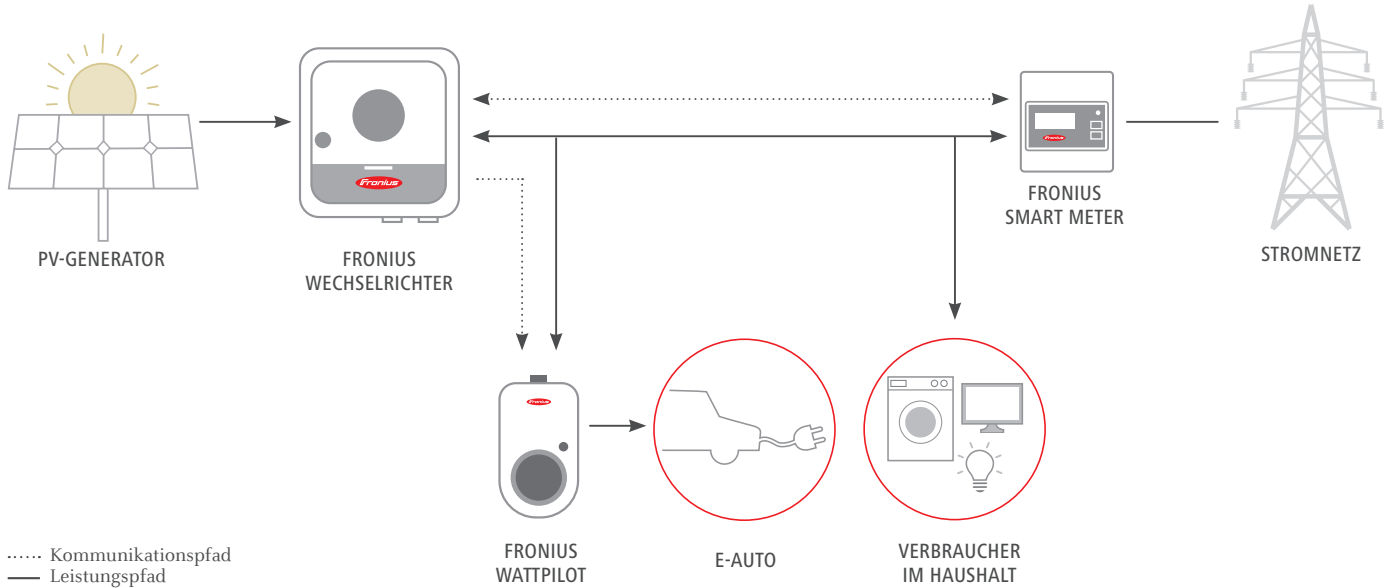 Fronius
Fronius
FRONIUS
SMART METER
PV-GENERATOR
FRONIUS
WECHSELRICHTER
STROMNETZ
Fronius
FRONIUS
WATTPILOT
E-AUTO
VERBRAUCHER
IM HAUSHALT
...... Kommunikationspfad
— Leistungspfad